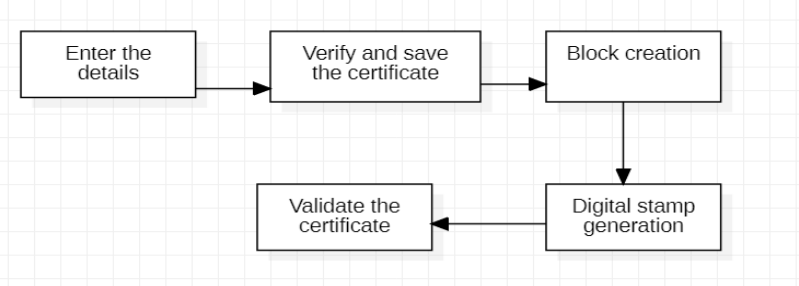 Enter the
details
Verify and save
the certificate
Block creation
Validate the
certificate
Digital stamp
generation